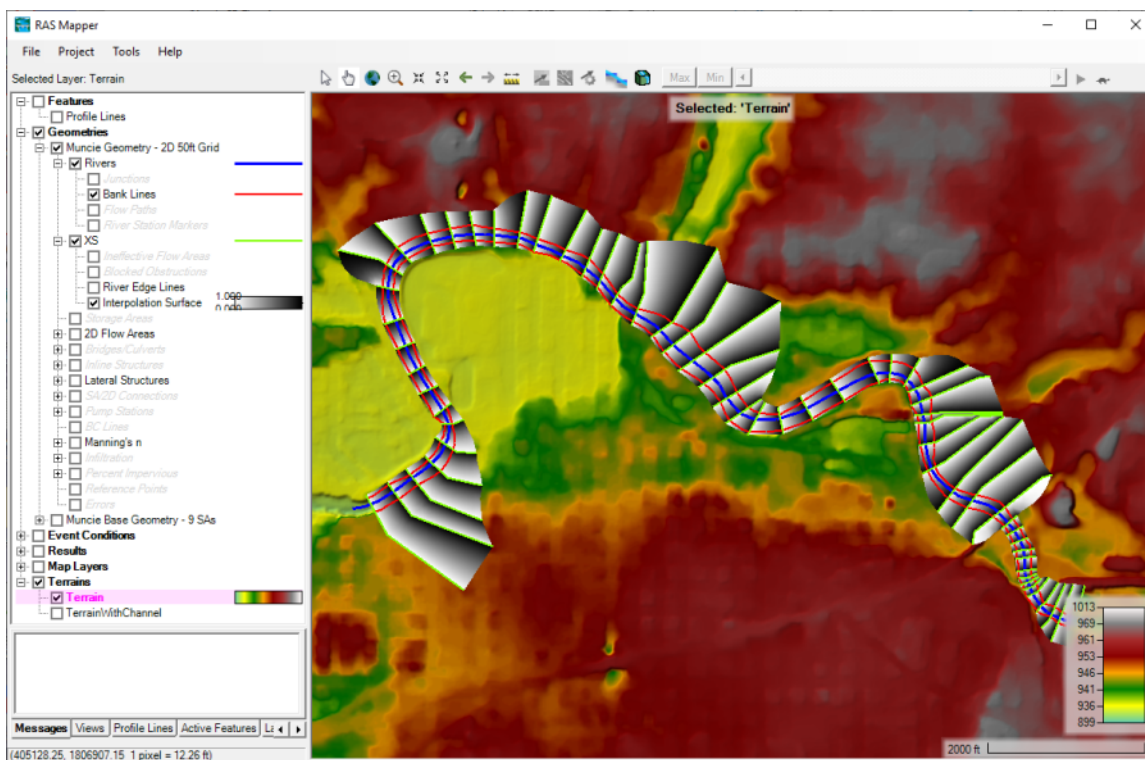 RAS Mapper
File Project Tools Help
Selected Layer: Terrain
Max Min
Selected: 'Terrain'
Features
Profile Lines
Geometries
Muncie Geometry - 2D 50ft Grid
Rivers
Junctions
Bank Lines
Flow Paths
River Station Markers
XS
Ineffective Flow Areas
Blocked Obstructions
River Edge Lines
Interpolation Surface 1.000
0.000
Storage Areas
2D Flow Areas
Bridges/Culverts
Inline Structures
Lateral Structures
SA/2D Connections
Pump Stations
BC Lines
Manning's n
Infiltration
Percent Impervious
Reference Points
Errors
Muncie Base Geometry - 9 SAs
Event Conditions
Results
Map Layers
Terrains
Terrain
TerrainWithChannel
1013
969
961
953
946
941
936
899
Messages Views Profile Lines Active Features
2000 ft
(405128.25, 1806907.15 1 pixel = 12.26 ft)